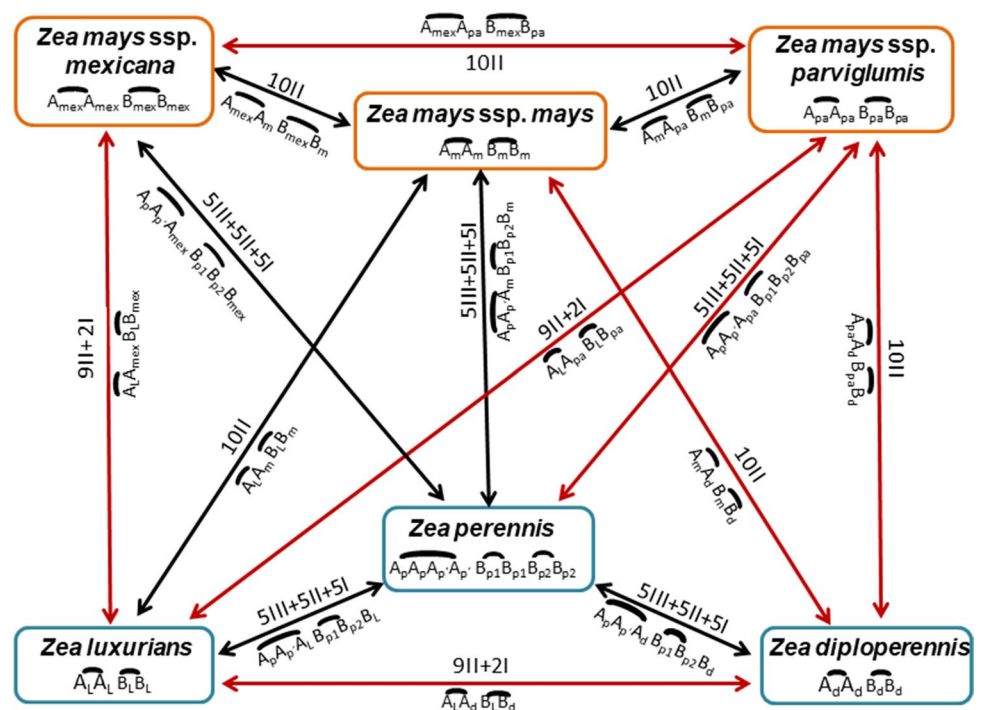 Zea mays ssp.
mexicana
AmexAmex BmexBmex
AmexApa BmexBpa
10II
Zea mays ssp.
parviglumis
ApaApa BpaBpa
10II
AmexAm BmexBm
Zea mays ssp. mays
AmAm BmBm
10II
AmApa BmBpa
5III+5II+5I
ApAp'Amex Bp1Bp2Bmex
5III+5II+5I
ApAp'Am Bp1Bp2Bm
5III+5II+5I
ApAp'Apa Bp1Bp2Bpa
9II+2I
ALAmex BLBmex
9II+2I
ALApa BLBpa
10II
ApaAd BpaBd
10II
ALAm BLBm
10II
AmAd BmBd
Zea perennis
ApApAp'Ap' Bp1Bp1Bp2Bp2
5III+5II+5I
ApAp'AL Bp1Bp2BL
5III+5II+5I
ApAp'Ad Bp1Bp2Bd
Zea luxurians
ALAL BLBL
9II+2I
ALAd BLBd
Zea diploperennis
AdAd BdBd